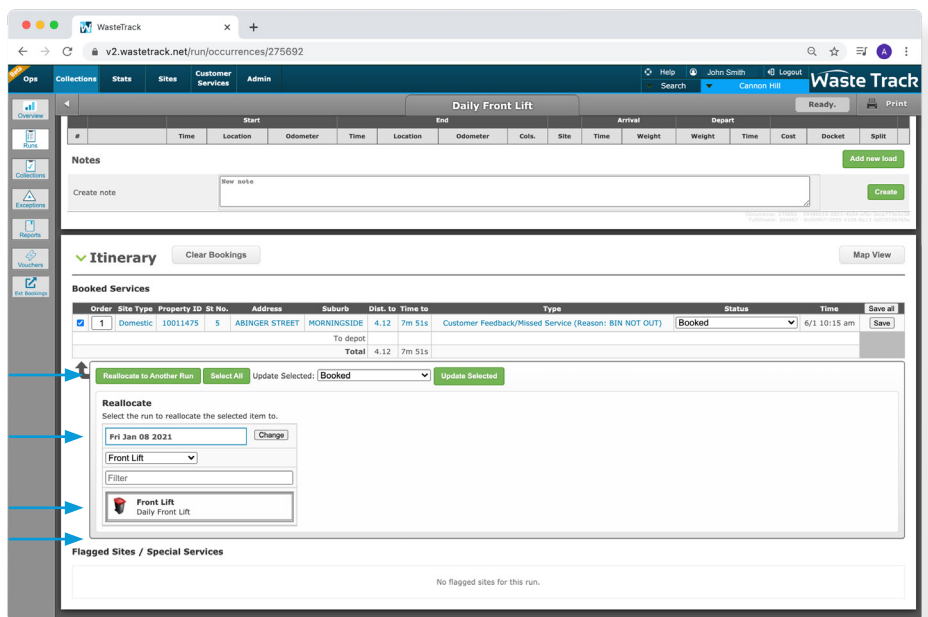 WasteTrack
v2.wastetrack.net/run/occurrences/275692
A
Beta
Ops
Collections
Stats
Sites
Customer Services
Admin
Help
John Smith
Logout
Search
Cannon Hill
Waste Track
Daily Front Lift
Ready.
Print
Overview
Runs
Collections
Exceptions
Reports
Vouchers
Ext Bookings
Start End Arrival Depart
# Time Location Odometer Time Location Odometer Cols. Site Time Weight Weight Time Cost Docket Split
Notes
Add new load
Create note
New note
Create
Itinerary
Clear Bookings
Map View
Booked Services
Order Site Type Property ID St No. Address Suburb Dist. to Time to Type Status Time Save all
1 Domestic 10011475 5 ABINGER STREET MORNINGSIDE 4.12 7m 51s Customer Feedback/Missed Service (Reason: BIN NOT OUT) Booked 6/1 10:15 am Save
To depot
Total 4.12 7m 51s
Reallocate to Another Run Select All Update Selected: Booked Update Selected
Reallocate
Select the run to reallocate the selected item to.
Fri Jan 08 2021 Change
Front Lift
Filter
Front Lift
Daily Front Lift
Flagged Sites / Special Services
No flagged sites for this run.